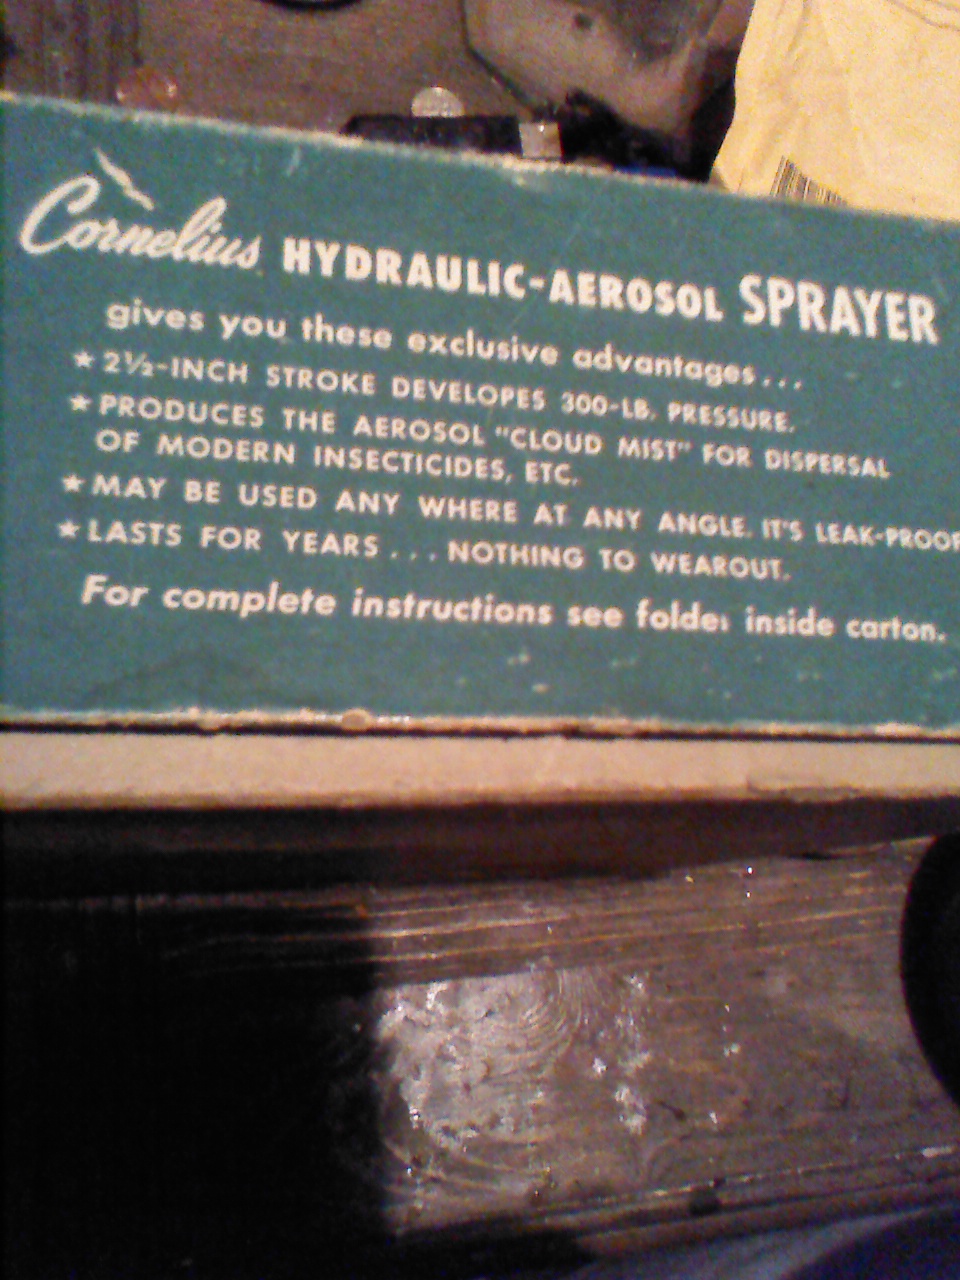 Cornelius HYDRAULIC-AEROSOL SPRAYER
gives you these exclusive advantages...
★ 2½-INCH STROKE DEVELOPES 300-LB. PRESSURE.
★ PRODUCES THE AEROSOL "CLOUD MIST" FOR DISPERSAL
OF MODERN INSECTICIDES, ETC.
★ MAY BE USED ANY WHERE AT ANY ANGLE. IT'S LEAK-PROOF
★ LASTS FOR YEARS... NOTHING TO WEAROUT.
For complete instructions see folder inside carton.